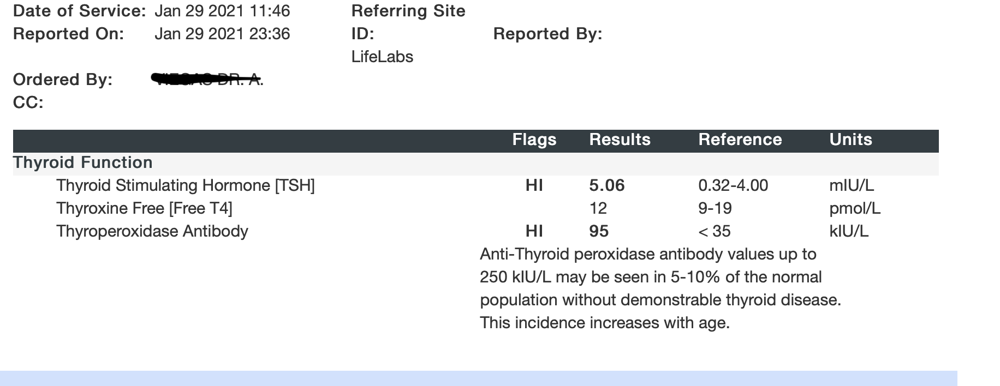 Date of Service: Jan 29 2021 11:46 Referring Site
Reported On: Jan 29 2021 23:36 ID: Reported By:
LifeLabs
Ordered By: DR. A.
CC:
Flags Results Reference Units
Thyroid Function
Thyroid Stimulating Hormone [TSH] HI 5.06 0.32-4.00 mIU/L
Thyroxine Free [Free T4] 12 9-19 pmol/L
Thyroperoxidase Antibody HI 95 < 35 kIU/L
Anti-Thyroid peroxidase antibody values up to
250 kIU/L may be seen in 5-10% of the normal
population without demonstrable thyroid disease.
This incidence increases with age.